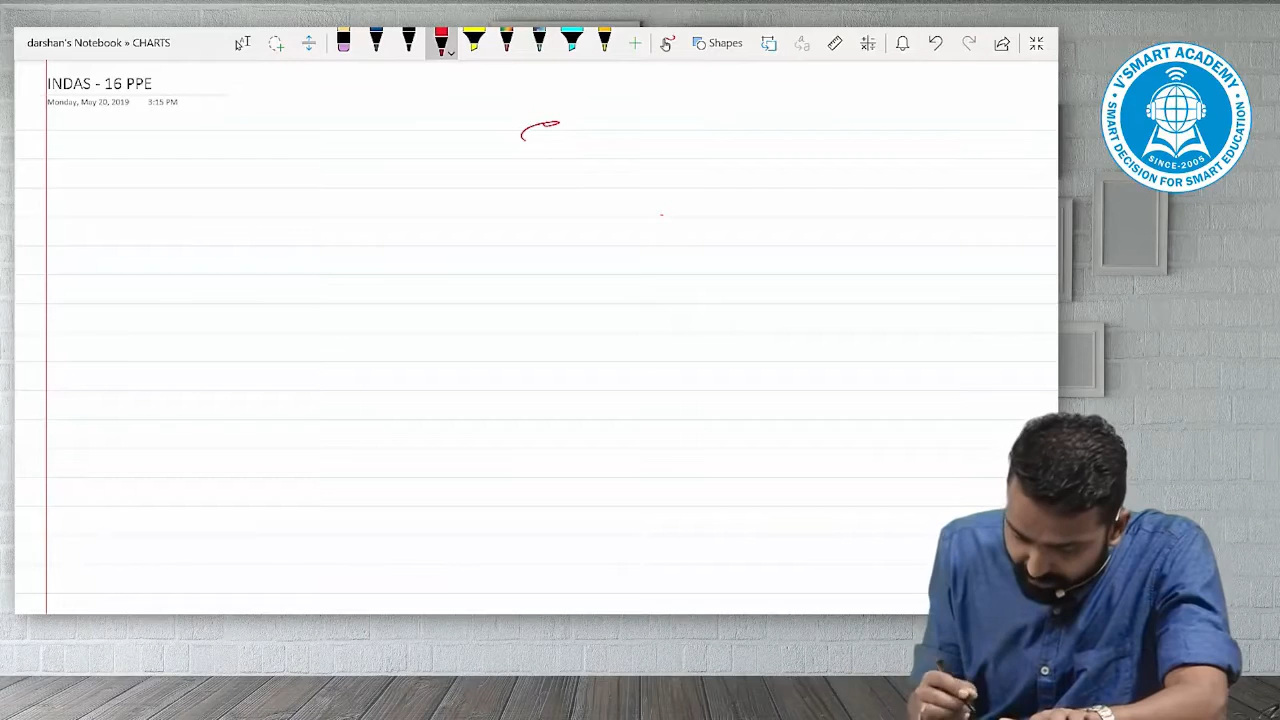 darshan's Notebook » CHARTS
Shapes
INDAS - 16 PPE
Monday, May 20, 2019 3:15 PM
V'SMART ACADEMY
SINCE-2005
SMART DECISION FOR SMART EDUCATION